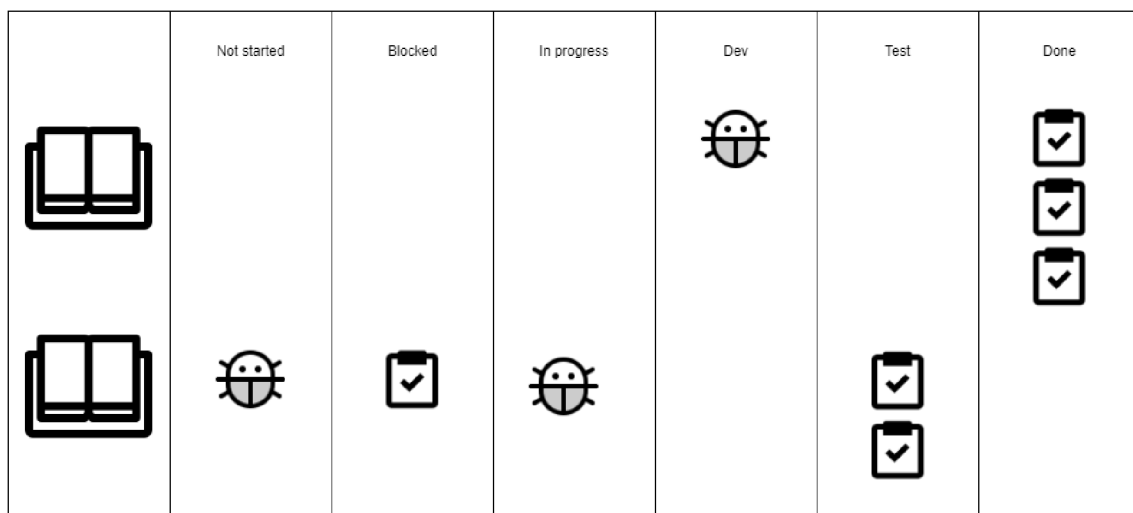 Not started
Blocked
In progress
Dev
Test
Done